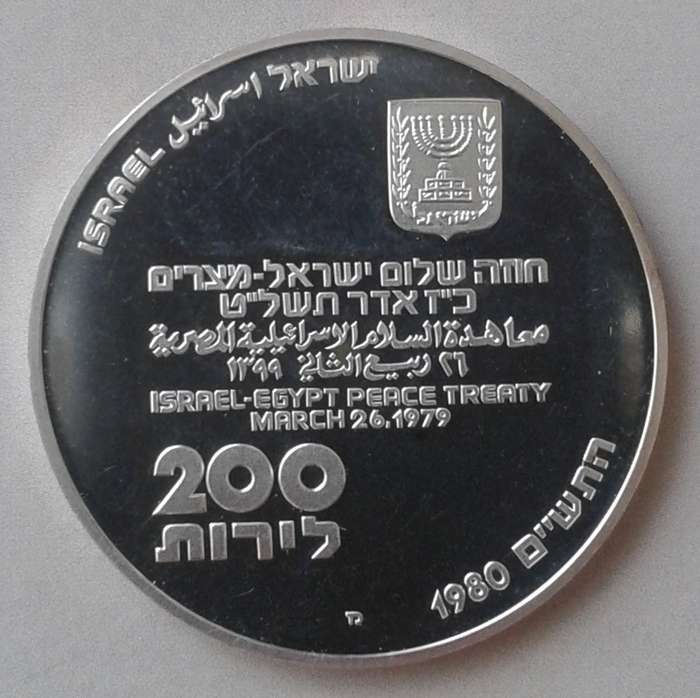 ישראל اسرائيل ISRAEL
ישראל
חוזה שלום ישראל-מצרים
כ״ז אדר תשל״ט
معاهدة السلام الاسرائيلية المصرية
٢٦ ربيع الثاني ١٣٩٩
ISRAEL-EGYPT PEACE TREATY
MARCH 26.1979
200
לירות
התש״ם 1980
מ